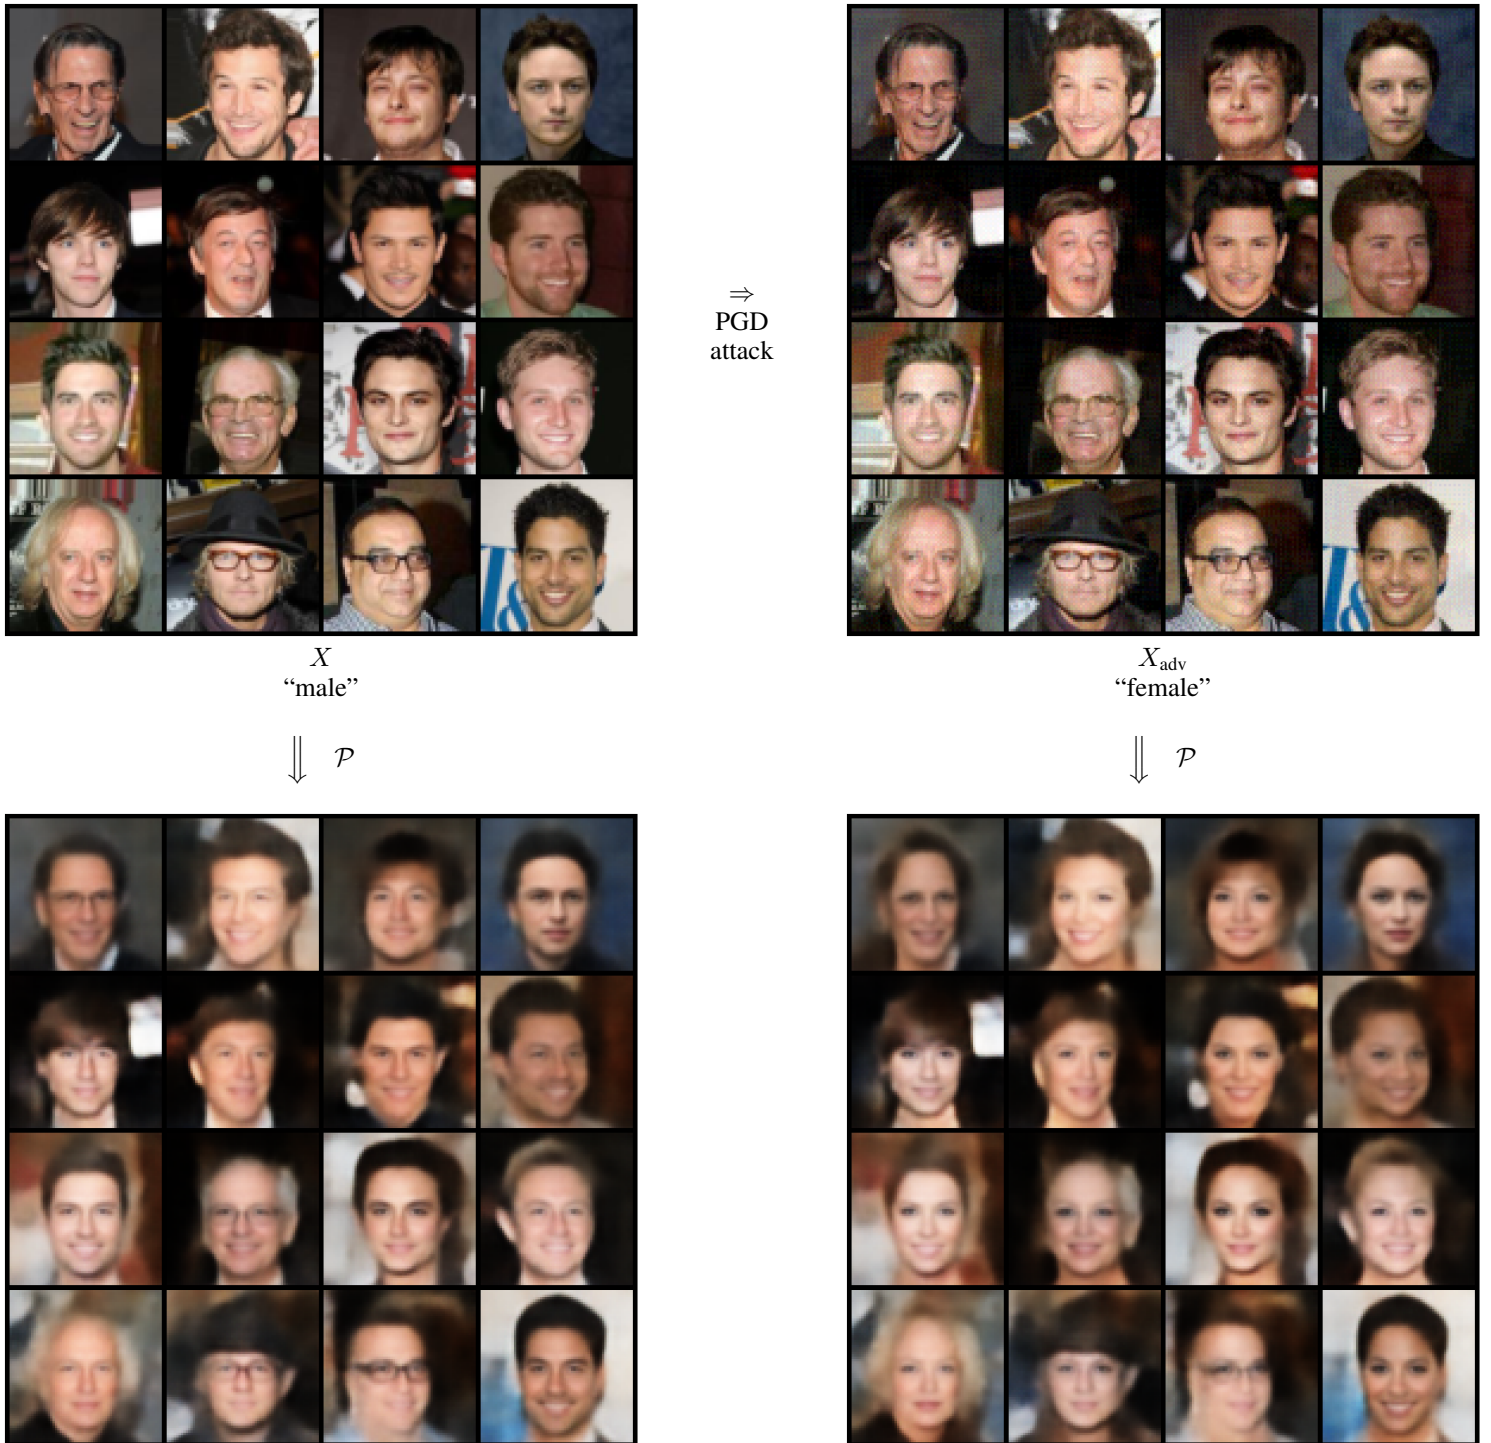 ⇒
PGD
attack
X
“male”
X_adv
“female”
⇓ 𝒫
⇓ 𝒫